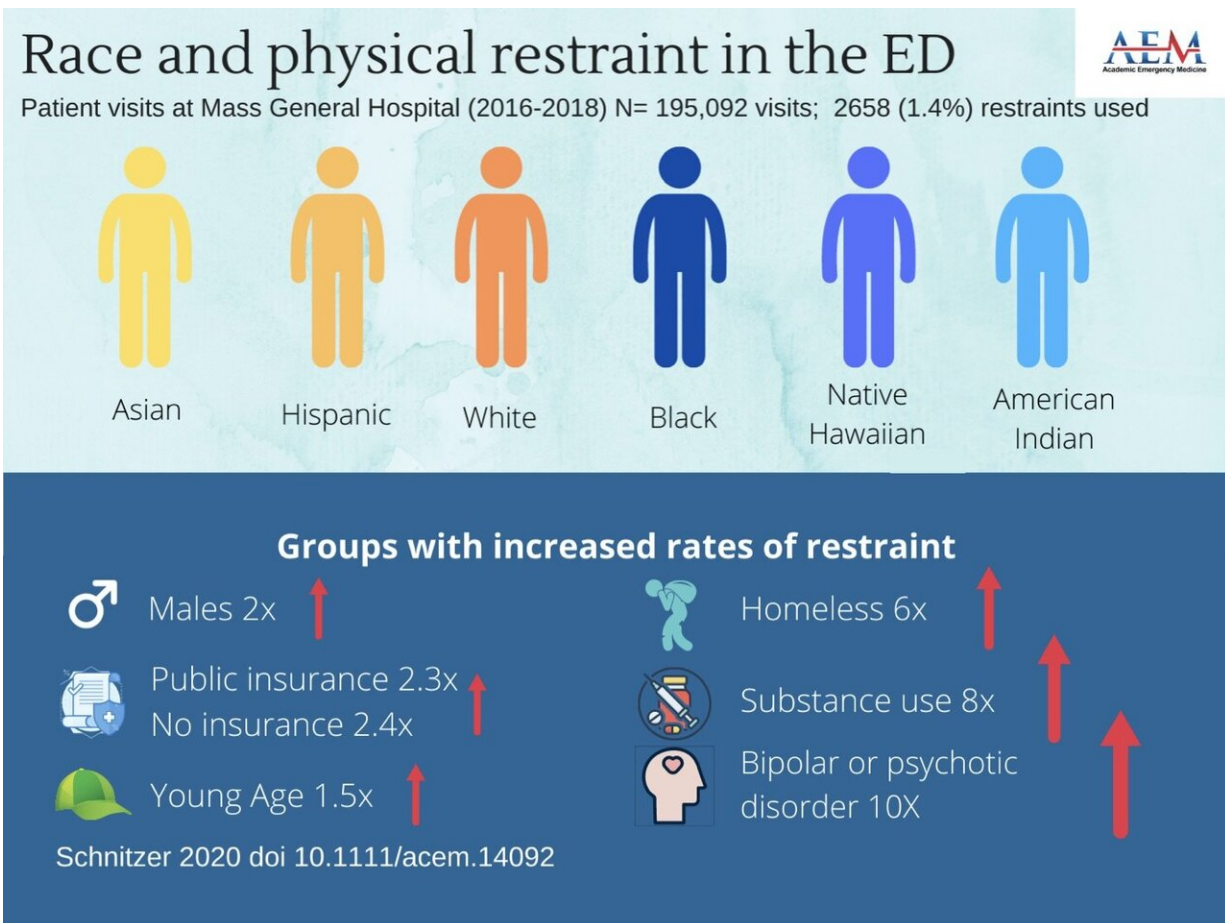 Race and physical restraint in the ED
AEM
Academic Emergency Medicine
Patient visits at Mass General Hospital (2016-2018) N= 195,092 visits;  2658 (1.4%) restraints used
Asian
Hispanic
White
Black
Native
Hawaiian
American
Indian
Groups with increased rates of restraint
Males 2x
Public insurance 2.3x
No insurance 2.4x
Young Age 1.5x
Homeless 6x
Substance use 8x
Bipolar or psychotic
disorder 10X
Schnitzer 2020 doi 10.1111/acem.14092